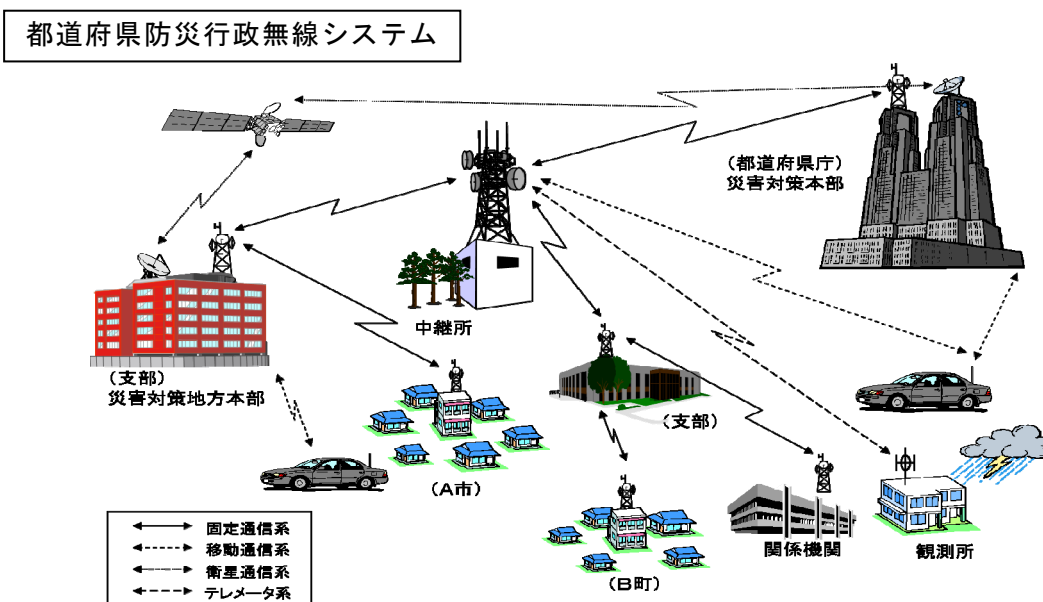 都道府県防災行政無線システム
(都道府県庁)
災害対策本部
中継所
(支部)
災害対策地方本部
(支部)
(A市)
関係機関
観測所
(B町)
固定通信系
移動通信系
衛星通信系
テレメータ系